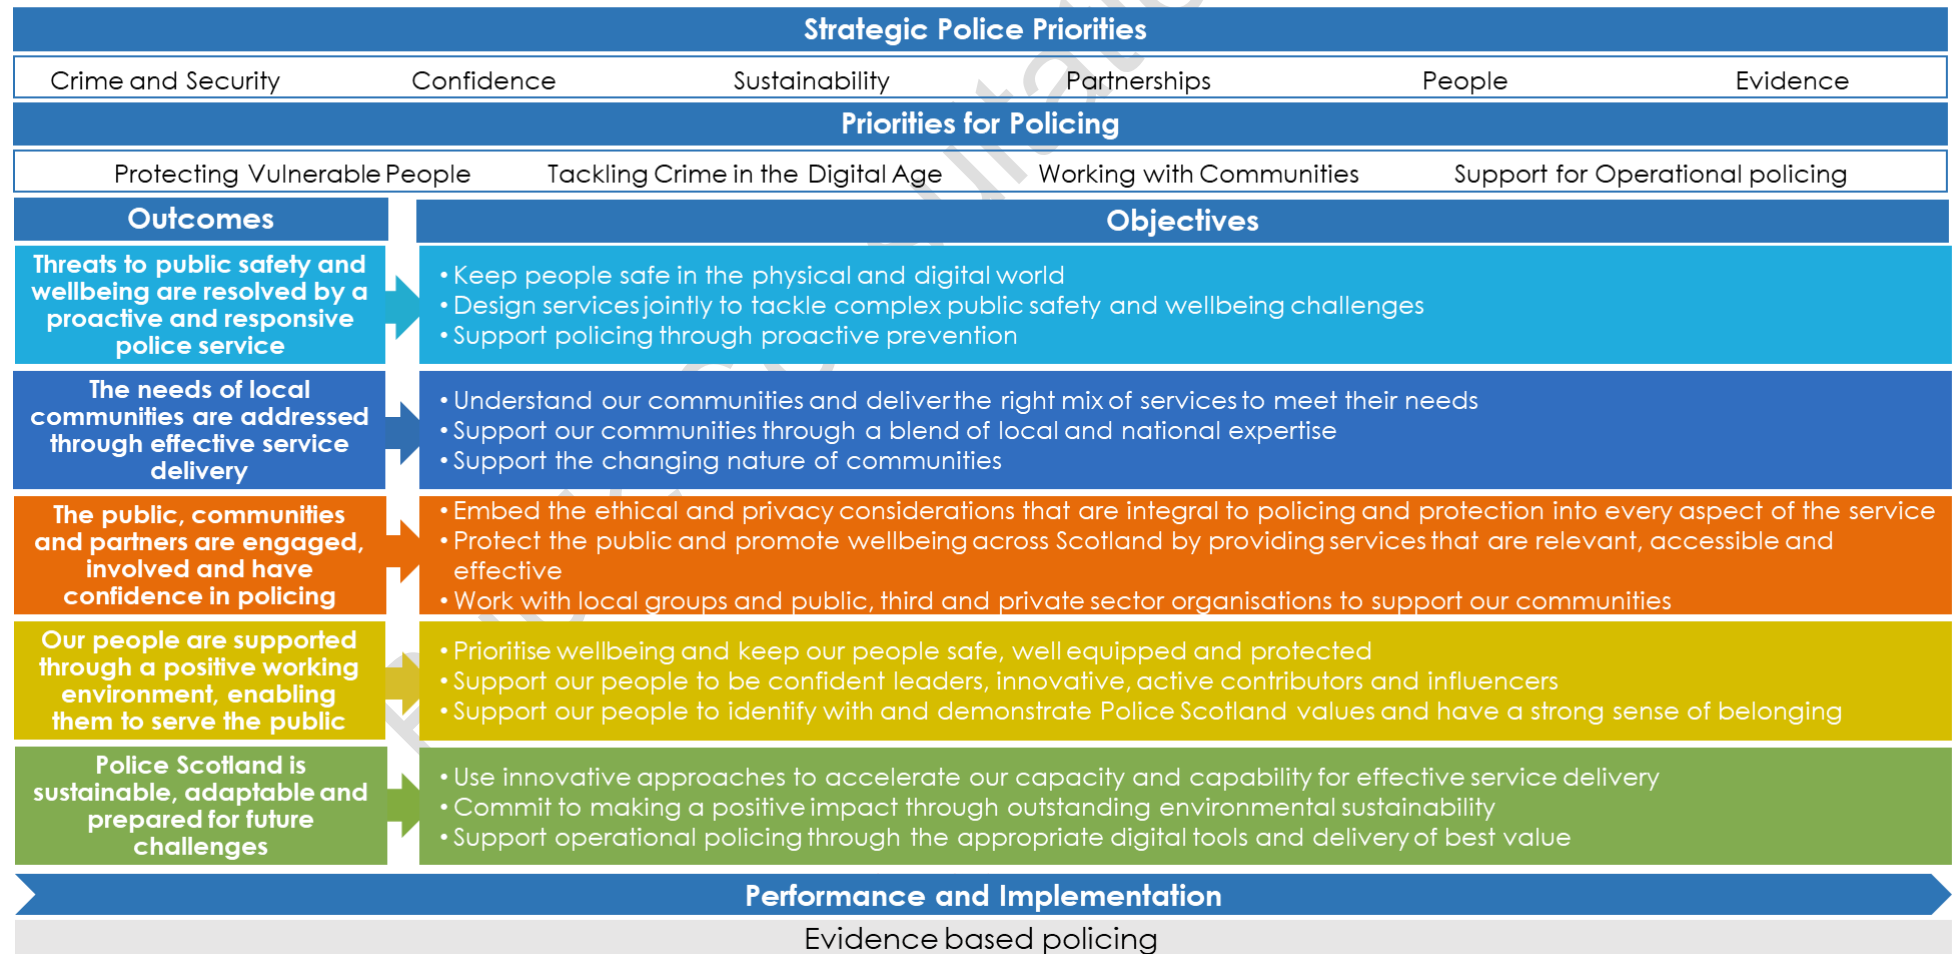 Strategic Police Priorities
Crime and Security Confidence Sustainability Partnerships People Evidence
Priorities for Policing
Protecting Vulnerable People Tackling Crime in the Digital Age Working with Communities Support for Operational policing
Outcomes
Objectives
Threats to public safety and
wellbeing are resolved by a
proactive and responsive
police service
• Keep people safe in the physical and digital world
• Design services jointly to tackle complex public safety and wellbeing challenges
• Support policing through proactive prevention
The needs of local
communities are addressed
through effective service
delivery
• Understand our communities and deliver the right mix of services to meet their needs
• Support our communities through a blend of local and national expertise
• Support the changing nature of communities
The public, communities
and partners are engaged,
involved and have
confidence in policing
• Embed the ethical and privacy considerations that are integral to policing and protection into every aspect of the service
• Protect the public and promote wellbeing across Scotland by providing services that are relevant, accessible and
effective
• Work with local groups and public, third and private sector organisations to support our communities
Our people are supported
through a positive working
environment, enabling
them to serve the public
• Prioritise wellbeing and keep our people safe, well equipped and protected
• Support our people to be confident leaders, innovative, active contributors and influencers
• Support our people to identify with and demonstrate Police Scotland values and have a strong sense of belonging
Police Scotland is
sustainable, adaptable and
prepared for future
challenges
• Use innovative approaches to accelerate our capacity and capability for effective service delivery
• Commit to making a positive impact through outstanding environmental sustainability
• Support operational policing through the appropriate digital tools and delivery of best value
Performance and Implementation
Evidence based policing